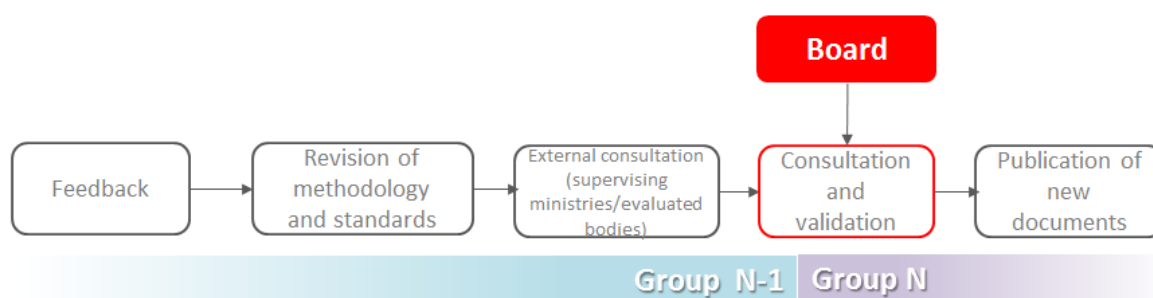 Board
Feedback
Revision of
methodology
and standards
External consultation
(supervising
ministries/evaluated
bodies)
Consultation
and
validation
Publication of
new
documents
Group N-1
Group N